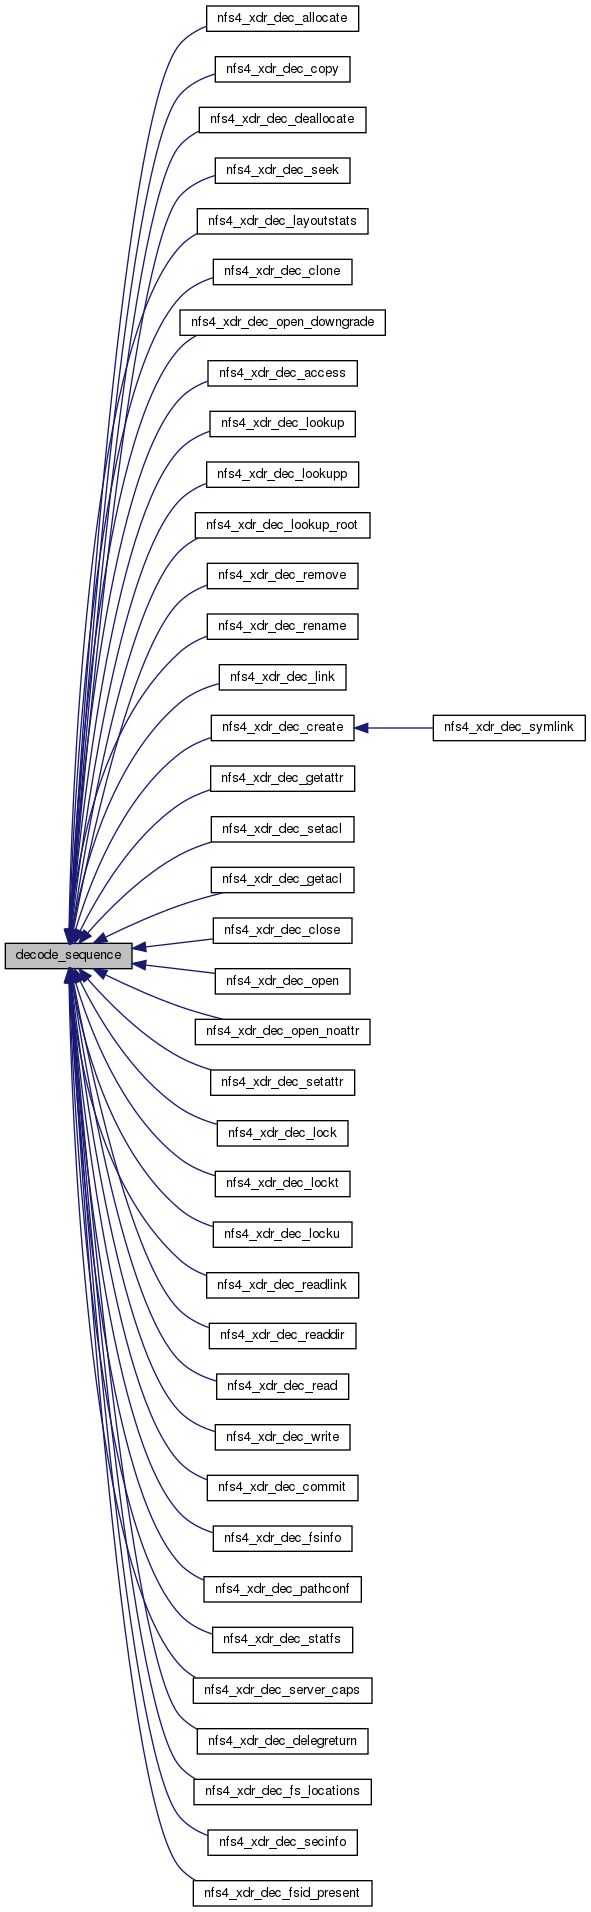 nfs4_xdr_dec_allocate
nfs4_xdr_dec_copy
nfs4_xdr_dec_deallocate
nfs4_xdr_dec_seek
nfs4_xdr_dec_layoutstats
nfs4_xdr_dec_clone
nfs4_xdr_dec_open_downgrade
nfs4_xdr_dec_access
nfs4_xdr_dec_lookup
nfs4_xdr_dec_lookupp
nfs4_xdr_dec_lookup_root
nfs4_xdr_dec_remove
nfs4_xdr_dec_rename
nfs4_xdr_dec_link
nfs4_xdr_dec_create
nfs4_xdr_dec_symlink
nfs4_xdr_dec_getattr
nfs4_xdr_dec_setacl
nfs4_xdr_dec_getacl
nfs4_xdr_dec_close
decode_sequence
nfs4_xdr_dec_open
nfs4_xdr_dec_open_noattr
nfs4_xdr_dec_setattr
nfs4_xdr_dec_lock
nfs4_xdr_dec_lockt
nfs4_xdr_dec_locku
nfs4_xdr_dec_readlink
nfs4_xdr_dec_readdir
nfs4_xdr_dec_read
nfs4_xdr_dec_write
nfs4_xdr_dec_commit
nfs4_xdr_dec_fsinfo
nfs4_xdr_dec_pathconf
nfs4_xdr_dec_statfs
nfs4_xdr_dec_server_caps
nfs4_xdr_dec_delegreturn
nfs4_xdr_dec_fs_locations
nfs4_xdr_dec_secinfo
nfs4_xdr_dec_fsid_present